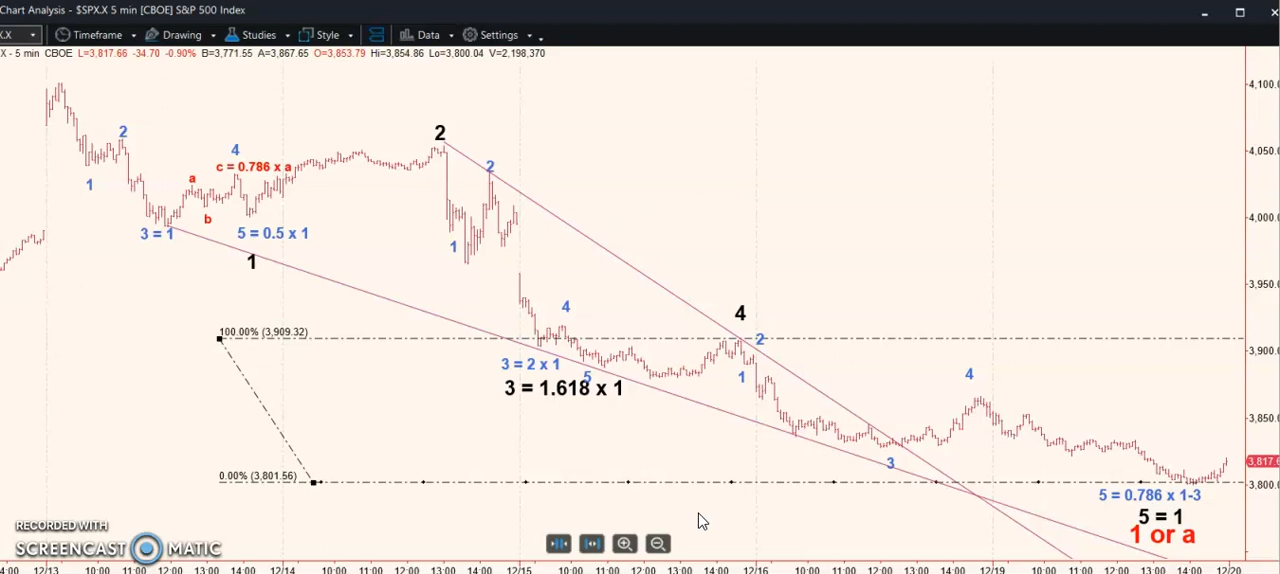 Chart Analysis - $SPX.X 5 min [CBOE] S&P 500 Index
.X Timeframe Drawing Studies Style Data Settings
X - 5 min CBOE L=3,817.66 -34.70 -0.90% B=3,771.55 A=3,867.65 O=3,853.79 Hi=3,854.86 Lo=3,800.04 V=2,198,370
4,100.
2
2
4
4,050.
c = 0.786 x a
2
a
1
b
4,000.
3 = 1
5 = 0.5 x 1
1
1
3,950.
4
4
100.00% (3,909.32)
2
3,900.
3 = 2 x 1
5
1
4
3 = 1.618 x 1
3,850.
3
3,817.6
0.00% (3,801.56)
3,800.
5 = 0.786 x 1-3
5 = 1
1 or a
RECORDED WITH
SCREENCAST MATIC
4:00 12/13 10:00 11:00 12:00 13:00 14:00 12/14 10:00 11:00 12:00 13:00 14:00 12/15 10:00 11:00 12:00 13:00 14:00 12/16 10:00 11:00 12:00 13:00 14:00 12/19 10:00 11:00 12:00 13:00 14:00 12/20